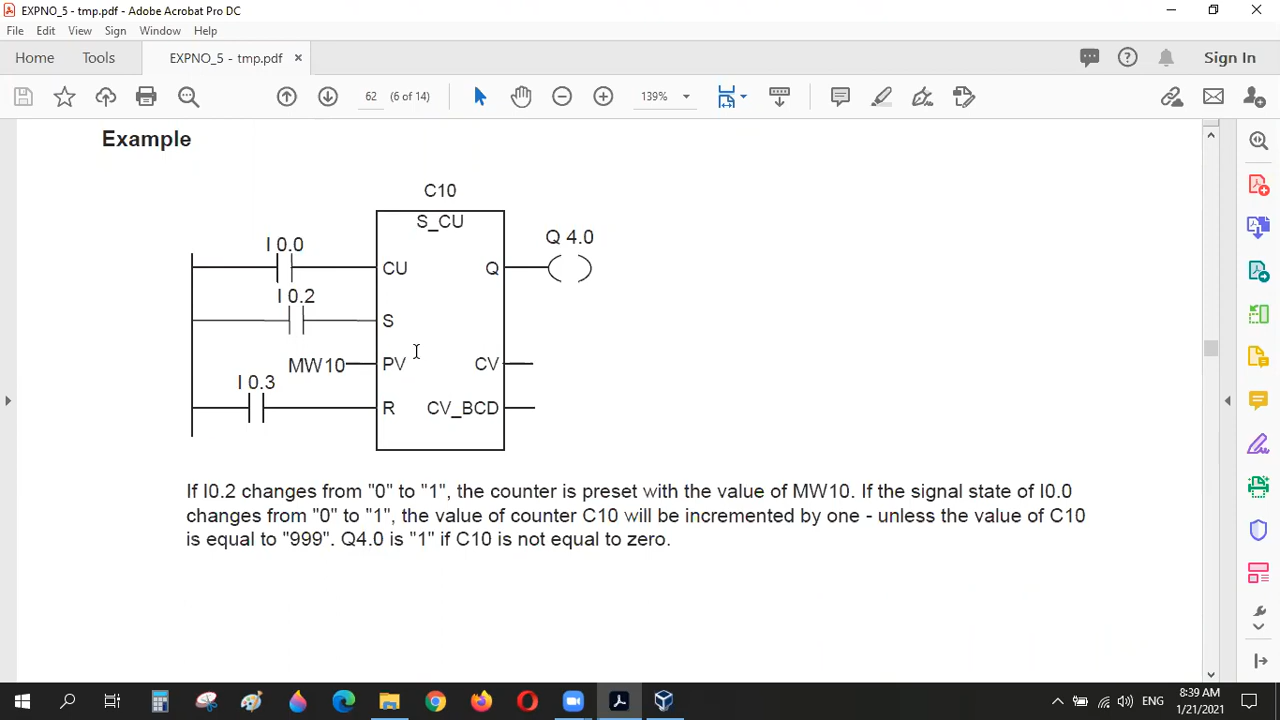 EXPNO_5 - tmp.pdf - Adobe Acrobat Pro DC
File Edit View Sign Window Help
Home Tools EXPNO_5 - tmp.pdf × Sign In
62 (6 of 14) 139%
Example
C10
S_CU
I 0.0
Q 4.0
CU Q
I 0.2
S
MW10 PV CV
I 0.3
R CV_BCD
If I0.2 changes from "0" to "1", the counter is preset with the value of MW10. If the signal state of I0.0
changes from "0" to "1", the value of counter C10 will be incremented by one - unless the value of C10
is equal to "999". Q4.0 is "1" if C10 is not equal to zero.
ENG
8:39 AM
1/21/2021